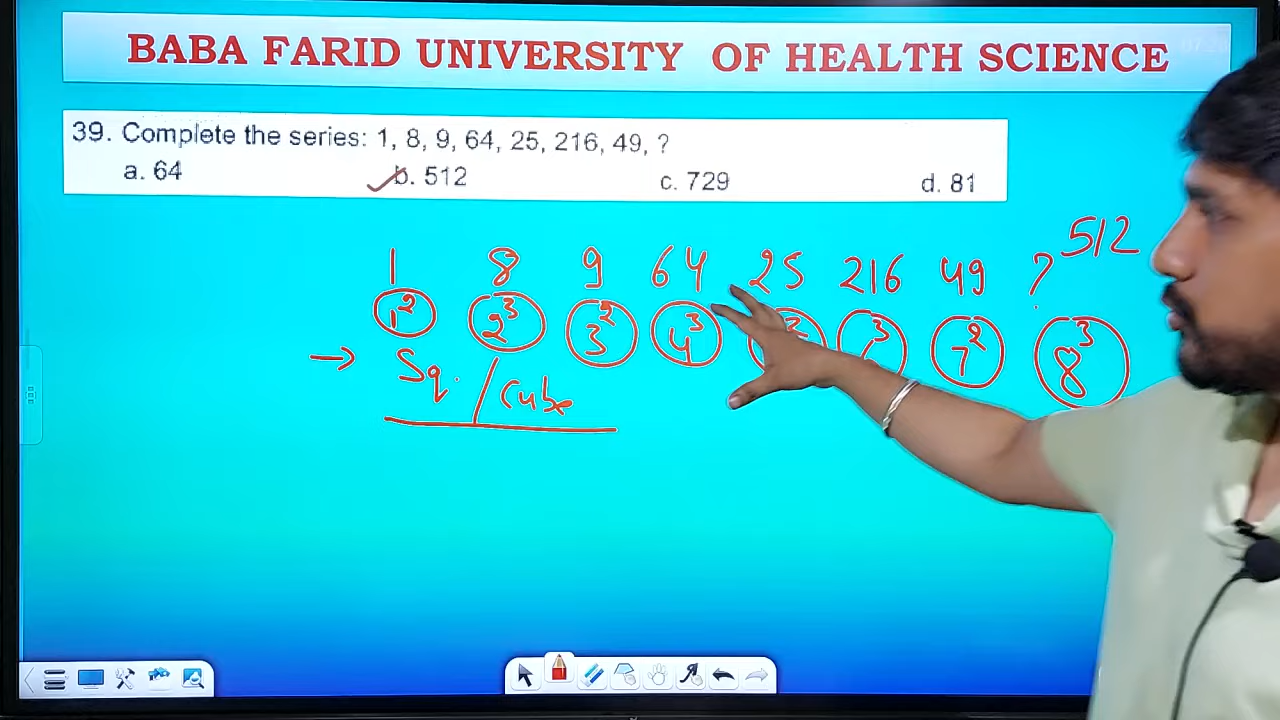 BABA FARID UNIVERSITY OF HEALTH SCIENCE
39. Complete the series: 1, 8, 9, 64, 25, 216, 49, ?
a. 64 b. 512 c. 729 d. 81
1 8 9 64 25 216 49 ? 512
1² 2³ 3² 4³ 7² 8³
→ Sq. / Cube